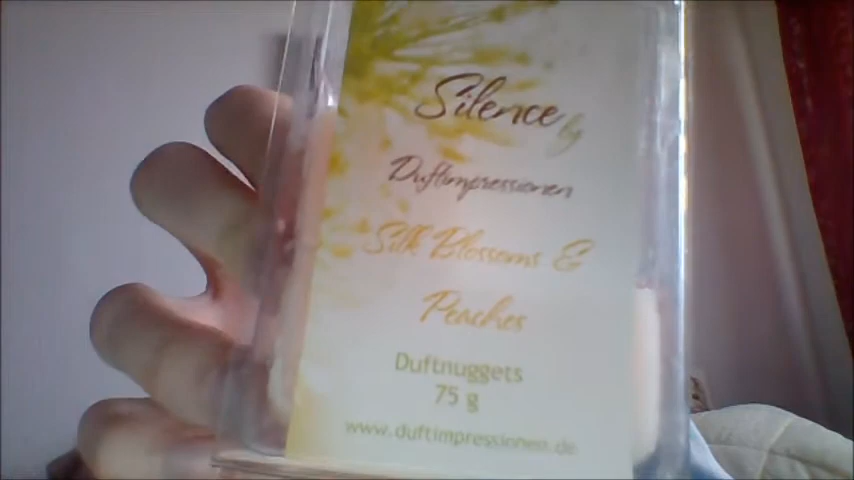 Silence by
Duftimpressionen
Silk Blossoms &
Peaches
Duftnuggets
75 g
www.duftimpressionen.de